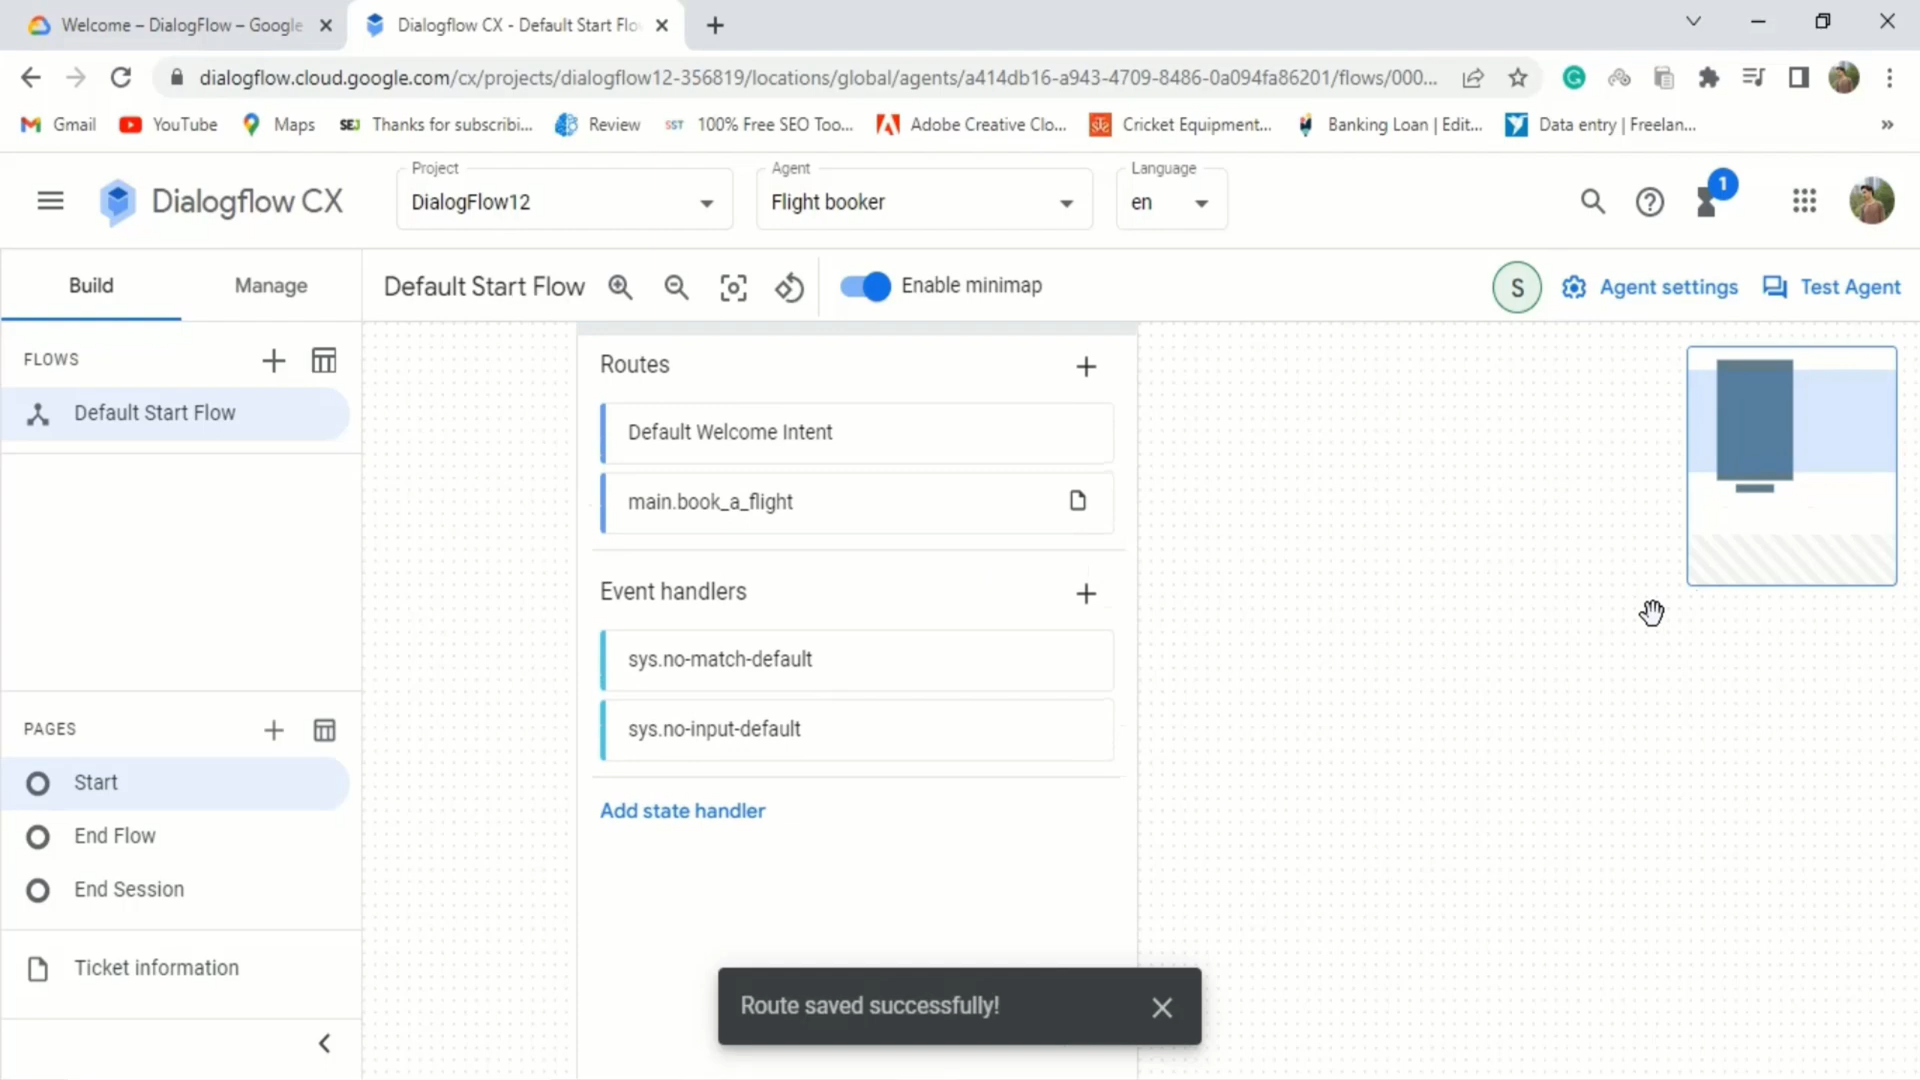 Welcome – DialogFlow – Google
Dialogflow CX - Default Start Flo
dialogflow.cloud.google.com/cx/projects/dialogflow12-356819/locations/global/agents/a414db16-a943-4709-8486-0a094fa86201/flows/000...
Gmail YouTube Maps SEJ Thanks for subscribi... Review SST 100% Free SEO Too... Adobe Creative Clo... Cricket Equipment... Banking Loan | Edit... Data entry | Freelan...
Project Agent Language
Dialogflow CX DialogFlow12 Flight booker en 1
Build Manage Default Start Flow Enable minimap S Agent settings Test Agent
FLOWS
Default Start Flow
PAGES
Start
End Flow
End Session
Ticket information
Routes
Default Welcome Intent
main.book_a_flight
Event handlers
sys.no-match-default
sys.no-input-default
Add state handler
Route saved successfully!